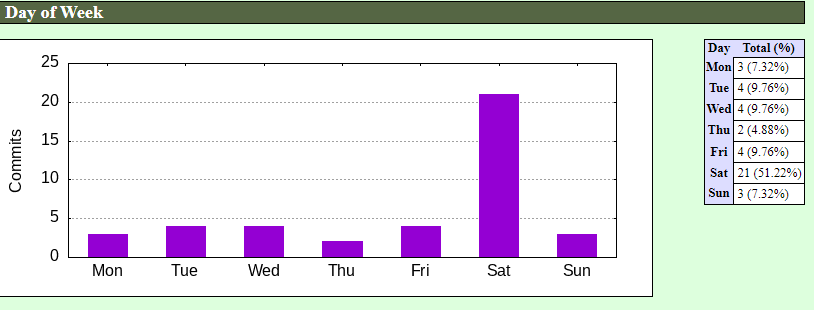 Day of Week
Commits
25
20
15
10
5
0
Mon Tue Wed Thu Fri Sat Sun
Day Total (%)
Mon 3 (7.32%)
Tue 4 (9.76%)
Wed 4 (9.76%)
Thu 2 (4.88%)
Fri 4 (9.76%)
Sat 21 (51.22%)
Sun 3 (7.32%)